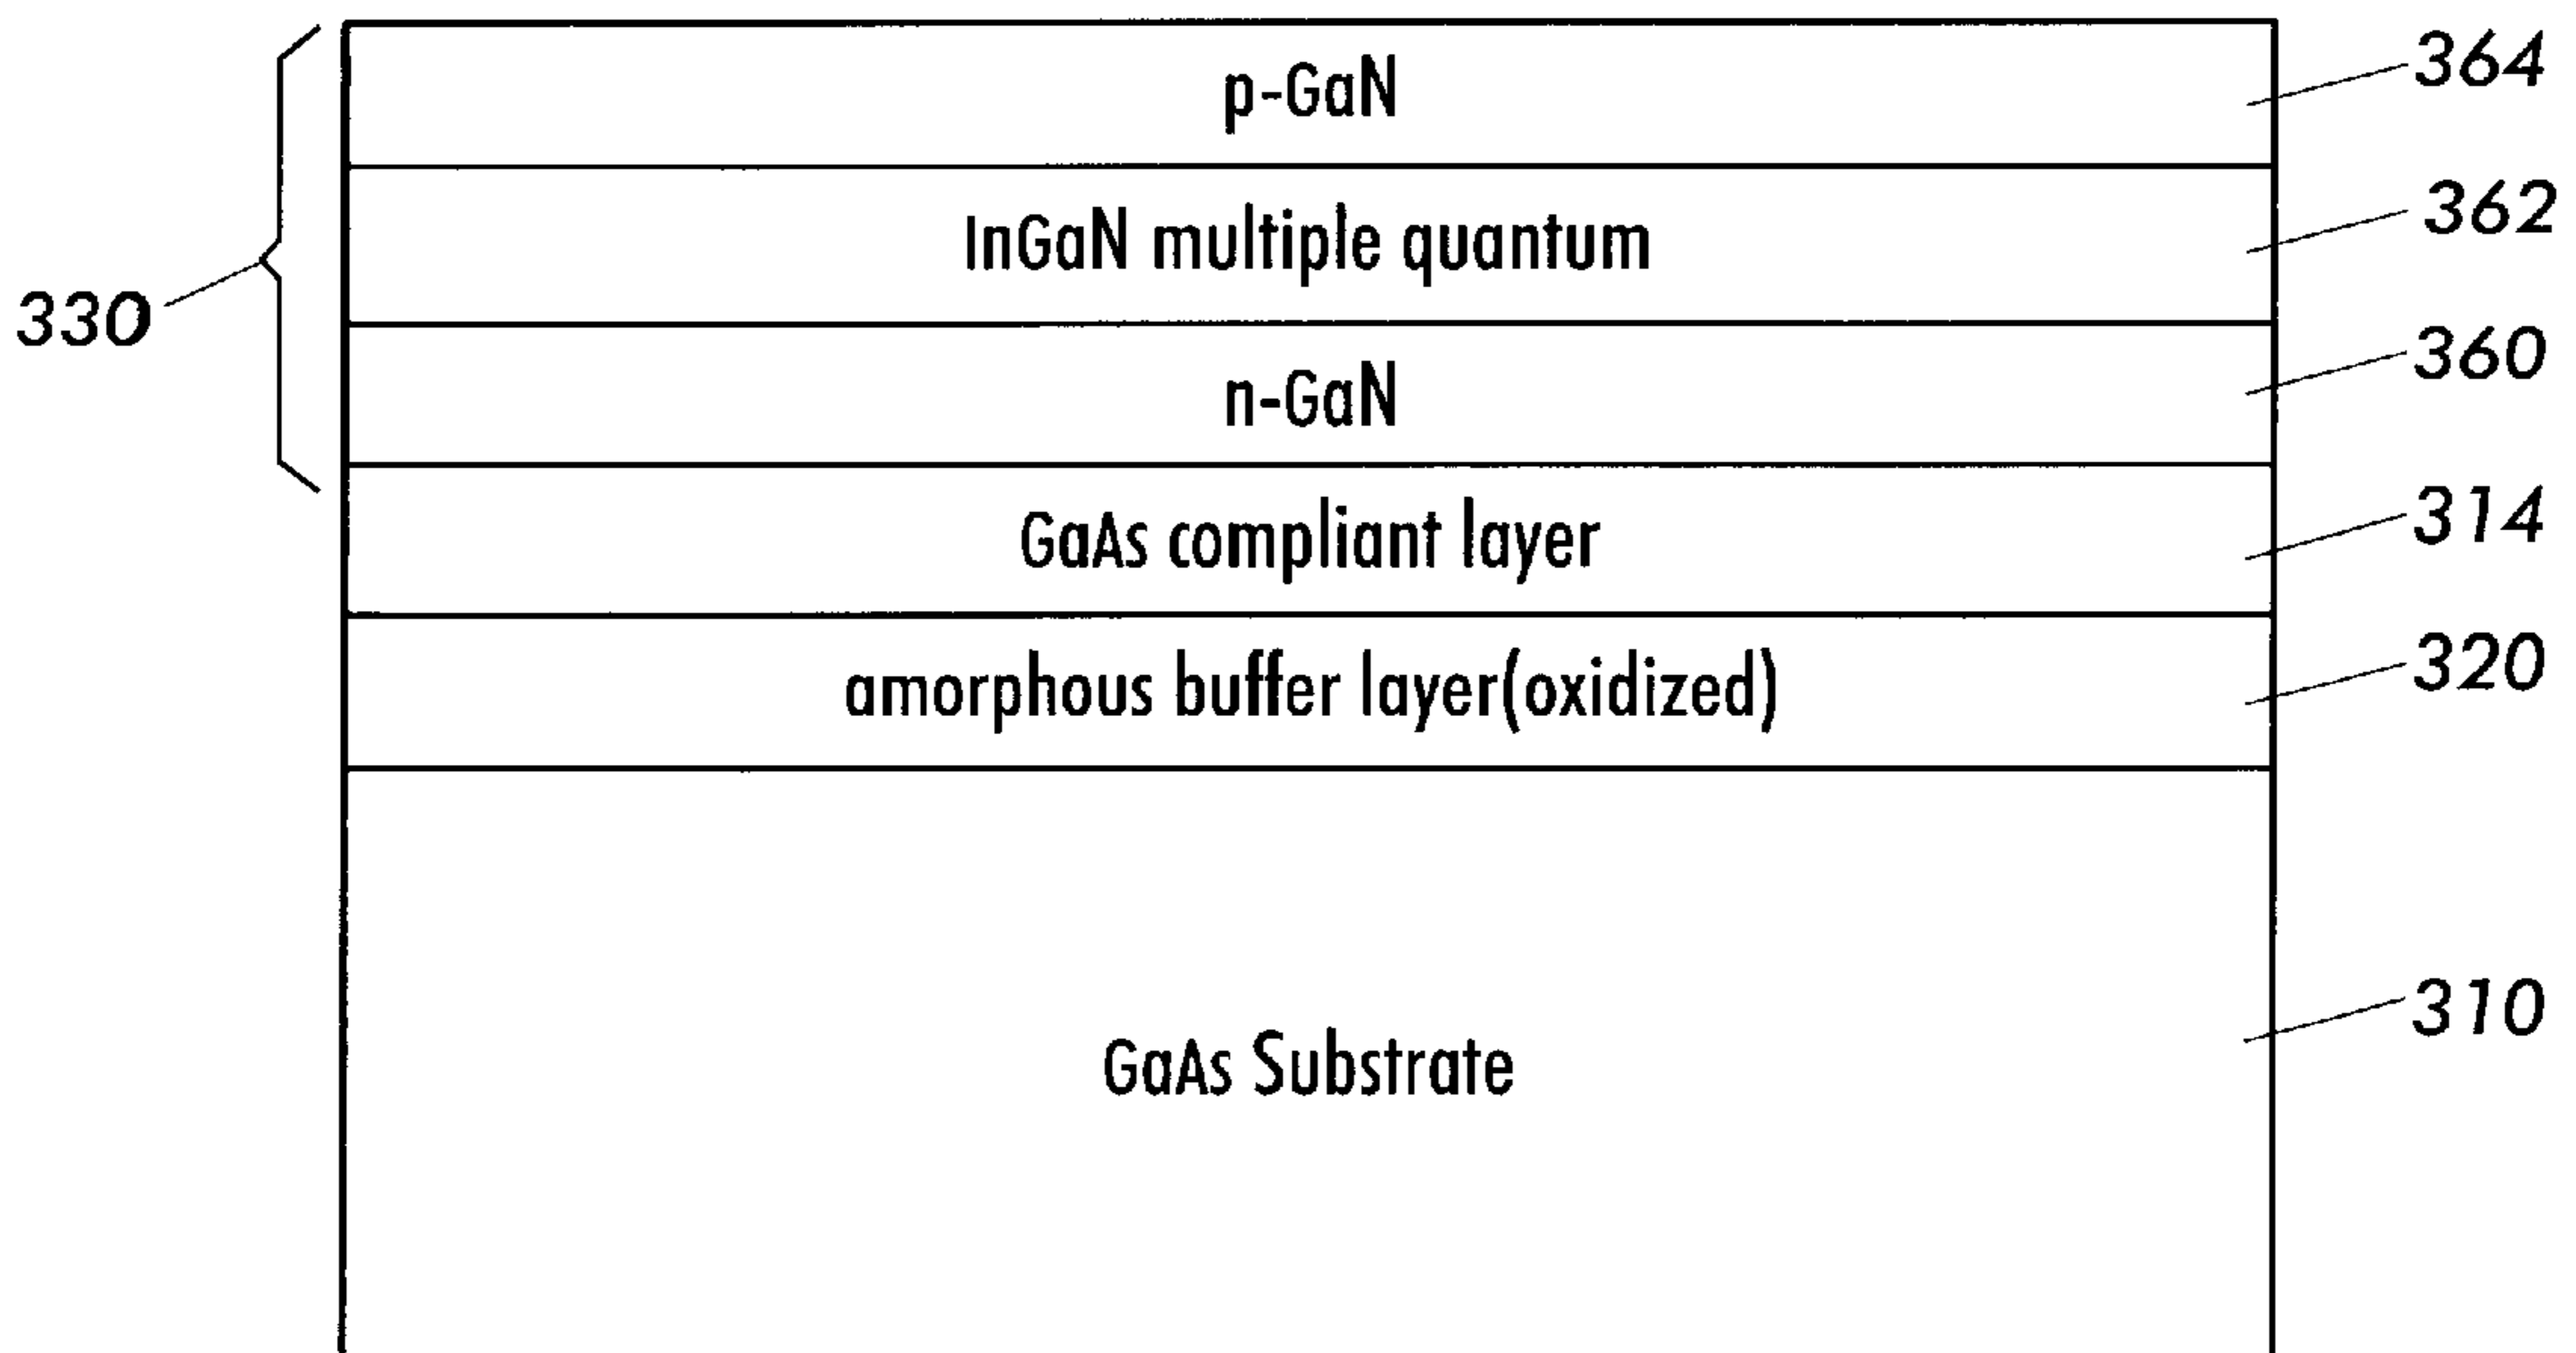 p-GaN
364
InGaN multiple quantum
362
330
n-GaN
360
GaAs compliant layer
314
amorphous buffer layer(oxidized)
320
GaAs Substrate
310